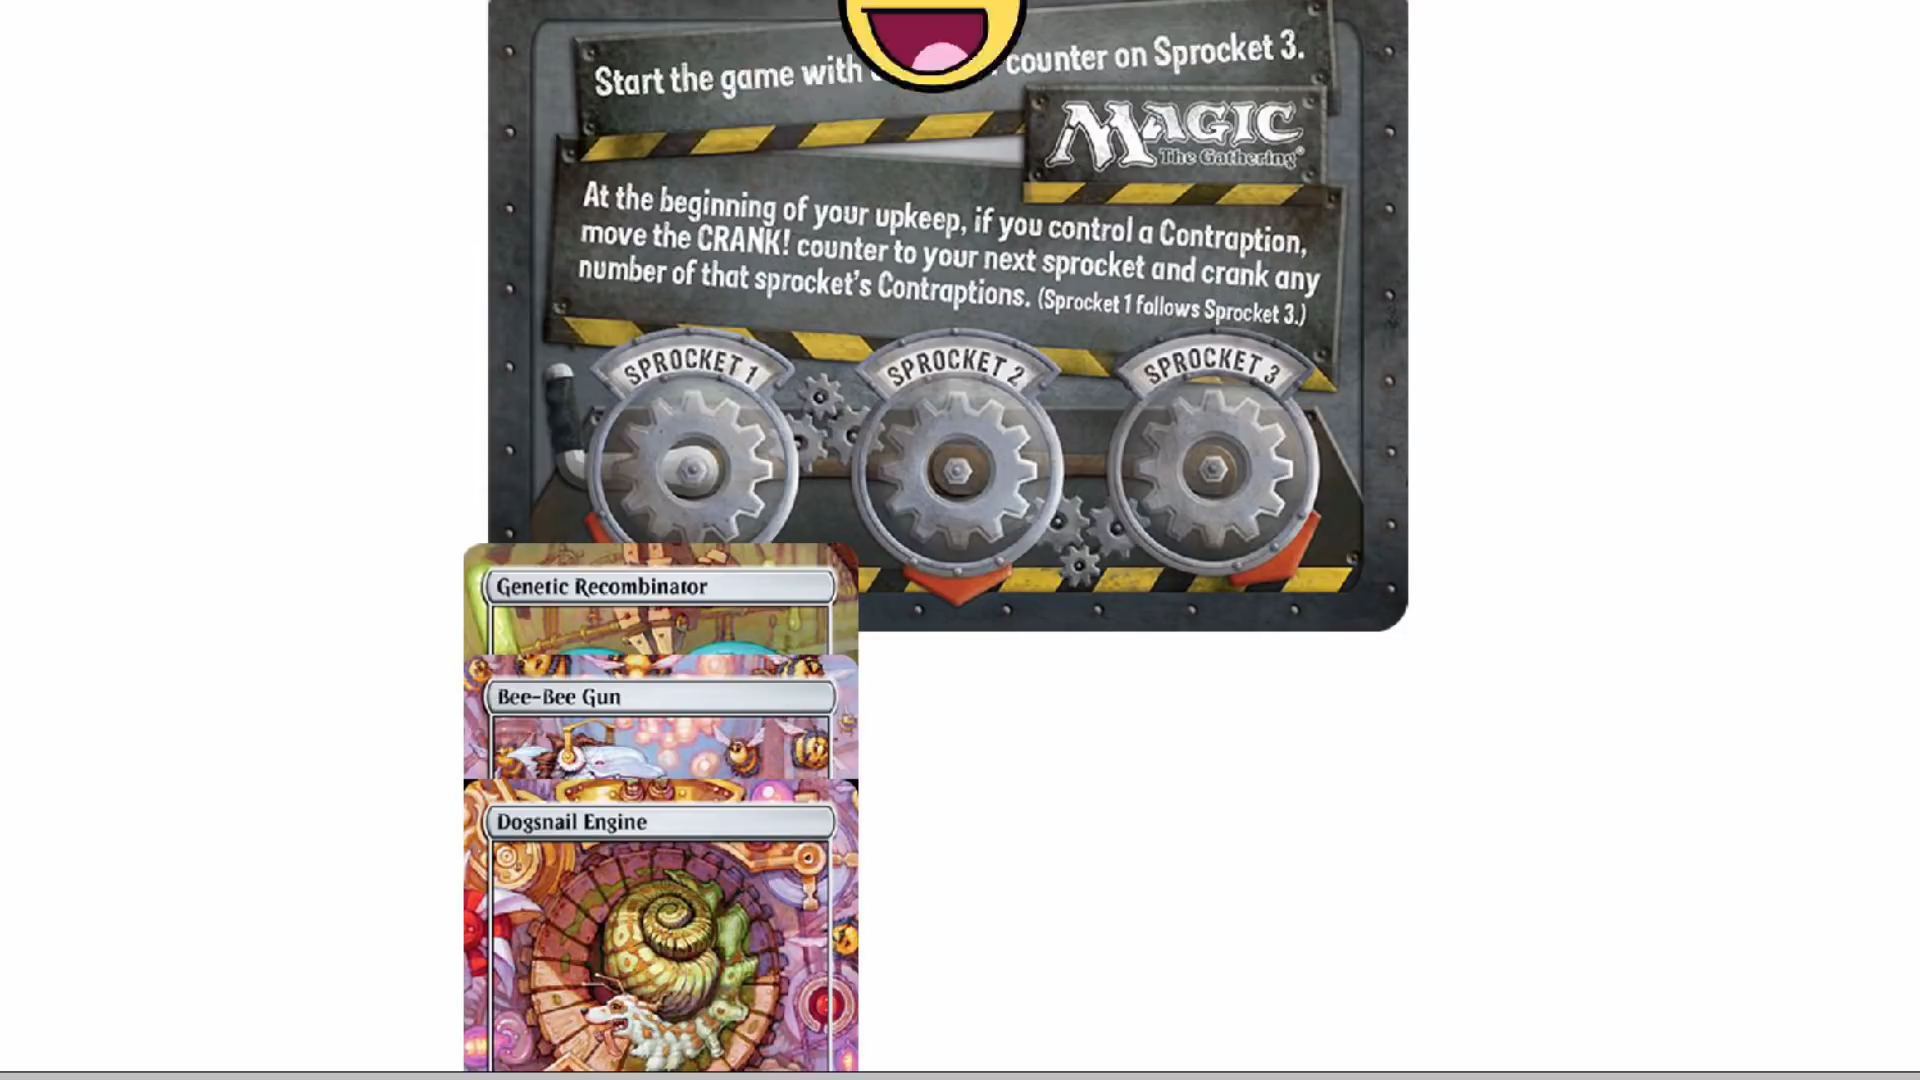 Start the game with counter on Sprocket 3.
MAGIC
The Gathering®
At the beginning of your upkeep, if you control a Contraption,
move the CRANK! counter to your next sprocket and crank any
number of that sprocket's Contraptions. (Sprocket 1 follows Sprocket 3.)
SPROCKET 1
SPROCKET 2
SPROCKET 3
Genetic Recombinator
Bee-Bee Gun
Dogsnail Engine